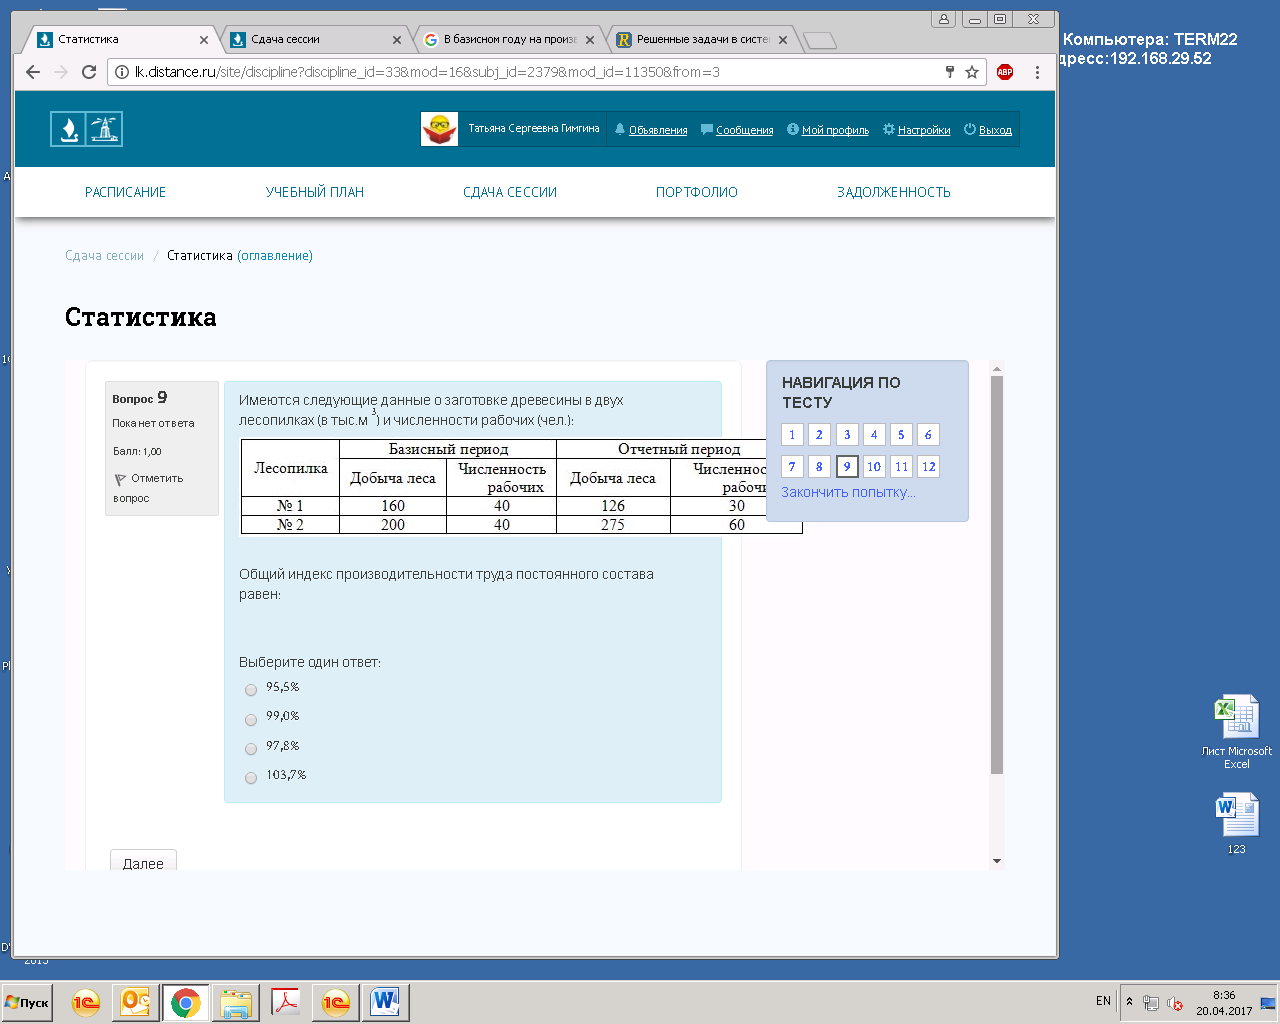 Компьютера: TERM22
дресс:192.168.29.52
Статистика
Сдача сессии
В базисном году на произв
Решенные задачи в систе
lk.distance.ru/site/discipline?discipline_id=33&mod=16&subj_id=2379&mod_id=11350&from=3
ABP
Татьяна Сергеевна Гимгина
Объявления
Сообщения
Мой профиль
Настройки
Выход
РАСПИСАНИЕ
УЧЕБНЫЙ ПЛАН
СДАЧА СЕССИИ
ПОРТФОЛИО
ЗАДОЛЖЕННОСТЬ
Сдача сессии / Статистика (оглавление)
Статистика
Вопрос 9
Пока нет ответа
Балл: 1,00
Отметить
вопрос
Имеются следующие данные о заготовке древесины в двух
лесопилках (в тыс.м 3) и численности рабочих (чел.):
Лесопилка
Базисный период
Отчетный период
Добыча леса
Численность
рабочих
Добыча леса
Численнос
рабочи
№ 1 160 40 126 30
№ 2 200 40 275 60
Общий индекс производительности труда постоянного состава
равен:
Выберите один ответ:
95,5%
99,0%
97,8%
103,7%
Далее
НАВИГАЦИЯ ПО
ТЕСТУ
1 2 3 4 5 6
7 8 9 10 11 12
Закончить попытку...
Лист Microsoft
Excel
123
2013
Пуск
EN
8:36
20.04.2017